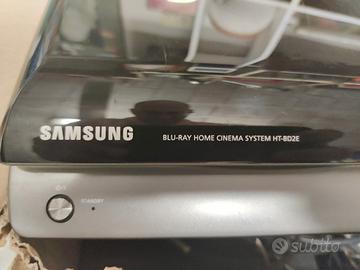 SAMSUNG BLU-RAY HOME CINEMA SYSTEM HT-BD2E
STANDBY
subito